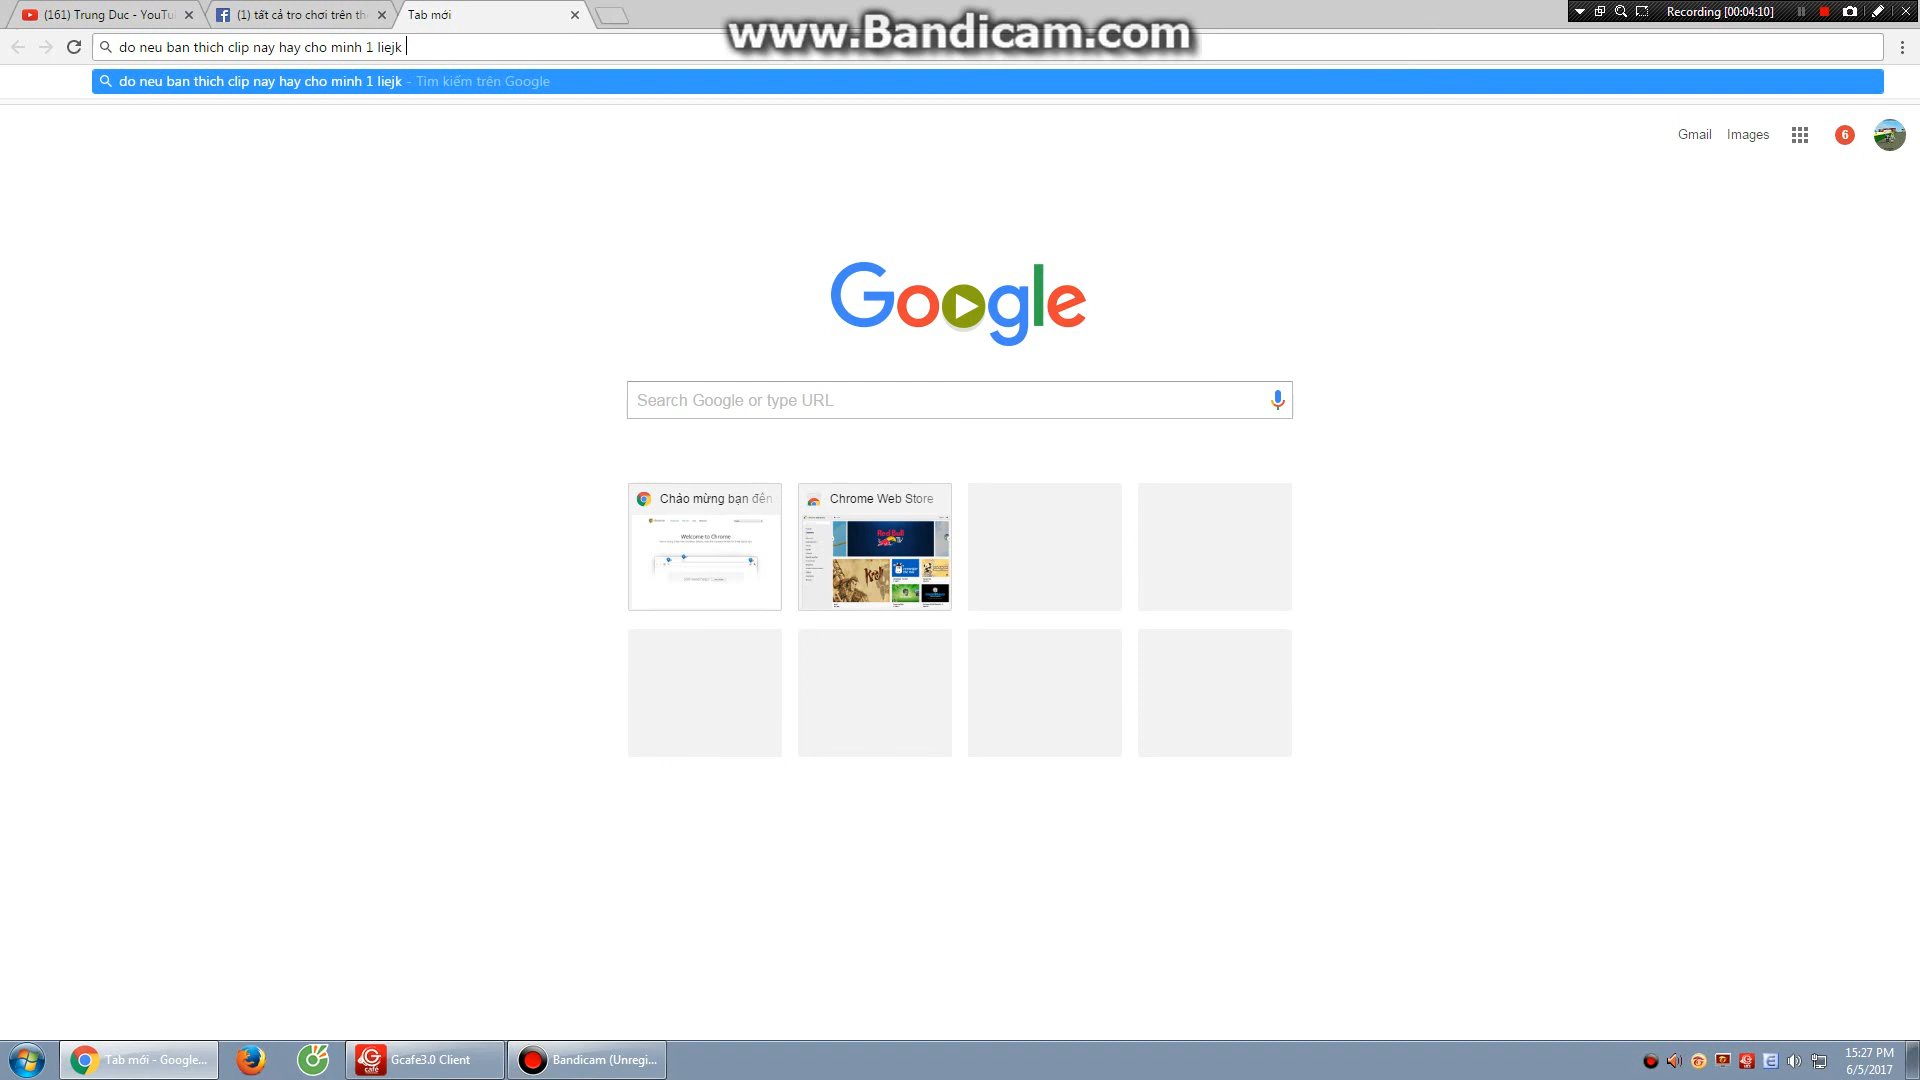 (161) Trung Duc - YouTu
(1) tất cả tro chơi trên th
Tab mới
www.Bandicam.com
Recording [00:04:10]
do neu ban thich clip nay hay cho minh 1 liejk
do neu ban thich clip nay hay cho minh 1 liejk - Tìm kiếm trên Google
Gmail
Images
6
Google
Search Google or type URL
Chào mừng bạn đến
Chrome Web Store
Welcome to Chrome
Red Bull
TV
Tab mới - Google...
Gcafe3.0 Client
Bandicam (Unregi...
15:27 PM
6/5/2017